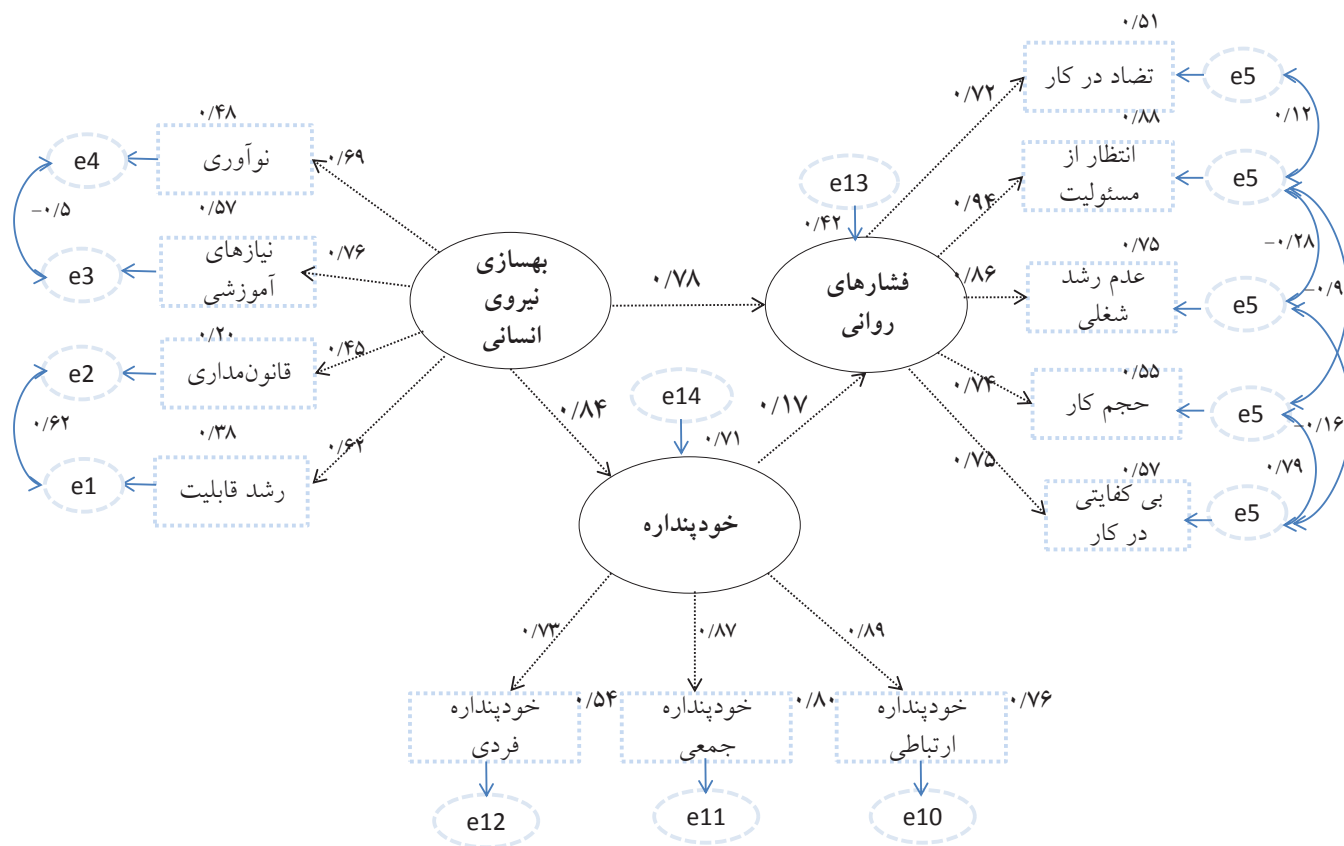 ۰/۵۱
تضاد در کار
e5
۰/۷۲
۰/۱۲
۰/۸۸
انتظار از
مسئولیت
e5
۰/۹۴
۰/۴۸
نوآوری
e4
۰/۶۹
e13
۰/۴۲
−۰/۵
۰/۵۷
نیازهای
آموزشی
e3
۰/۷۶
بهسازی
نیروی
انسانی
۰/۷۸
فشارهای
روانی
۰/۷۵
عدم رشد
شغلی
e5
۰/۸۶
−۰/۲۸
−۰/۹
۰/۲۰
قانون‌مداری
e2
۰/۴۵
۰/۶۲
۰/۳۸
رشد قابلیت
e1
۰/۶۲
۰/۸۴
e14
۰/۷۱
۰/۱۷
۰/۵۵
حجم کار
e5
۰/۷۴
−۰/۱۶
۰/۷۹
۰/۵۷
بی کفایتی
در کار
e5
۰/۷۵
خودپنداره
۰/۷۳
۰/۸۷
۰/۸۹
خودپنداره
فردی
۰/۵۴
خودپنداره
جمعی
۰/۸۰
خودپنداره
ارتباطی
۰/۷۶
e12
e11
e10